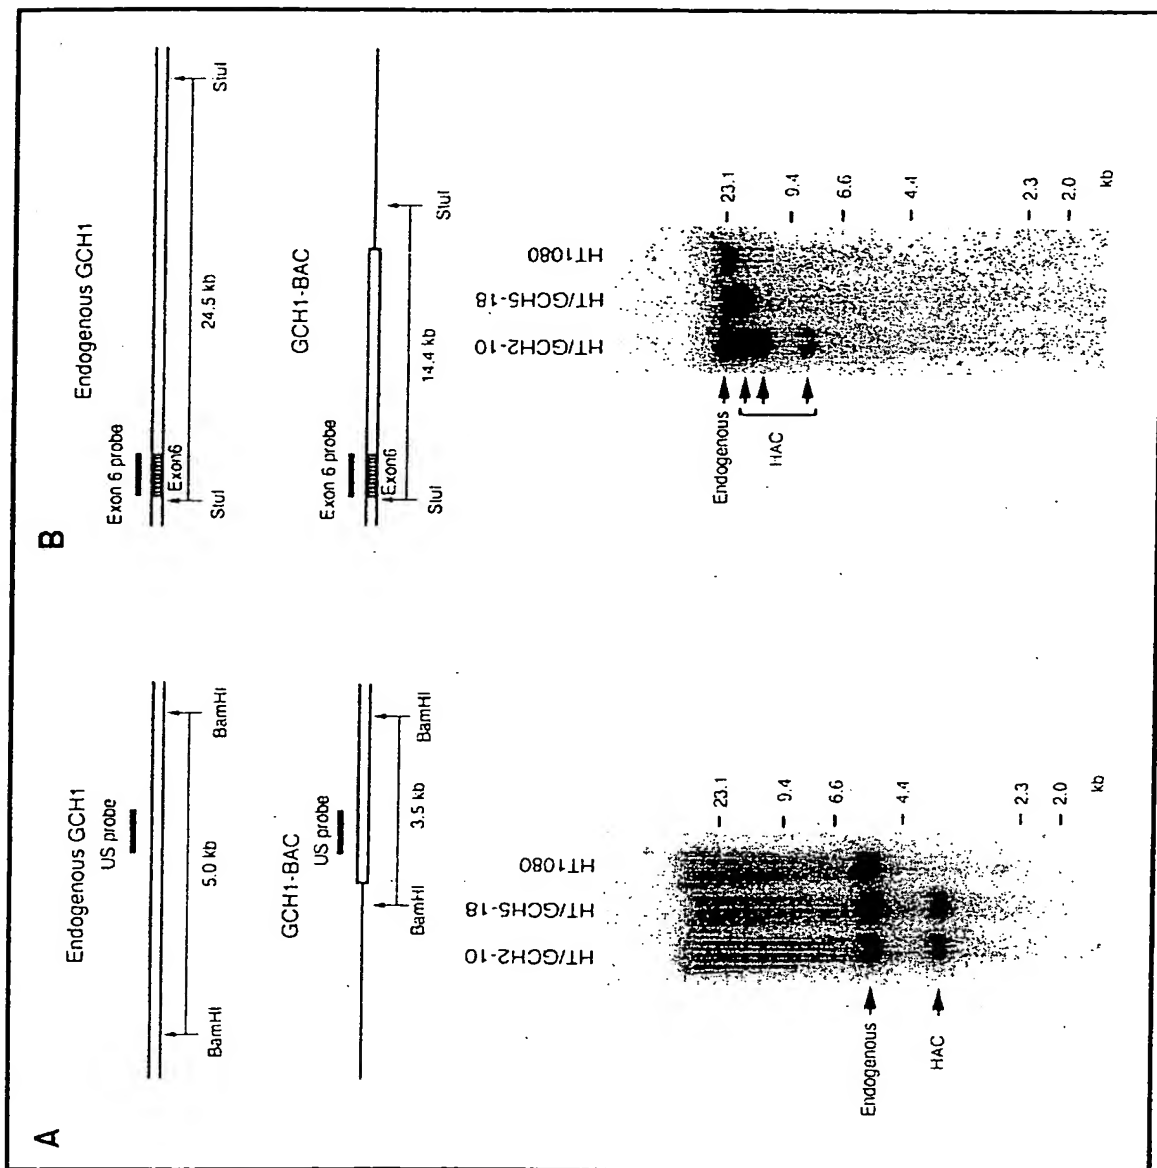 A
Endogenous GCH1
US probe
BamHI
BamHI
5.0 kb
GCH1-BAC
US probe
BamHI
BamHI
3.5 kb
HT/GCH2-10
HT/GCH5-18
HT1080
23.1
9.4
6.6
4.4
2.3
2.0
kb
Endogenous
HAC
B
Endogenous GCH1
Exon 6 probe
Exon6
StuI
StuI
24.5 kb
GCH1-BAC
Exon 6 probe
Exon6
StuI
StuI
14.4 kb
HT/GCH2-10
HT/GCH5-18
HT1080
23.1
9.4
6.6
4.4
2.3
2.0
kb
Endogenous
HAC